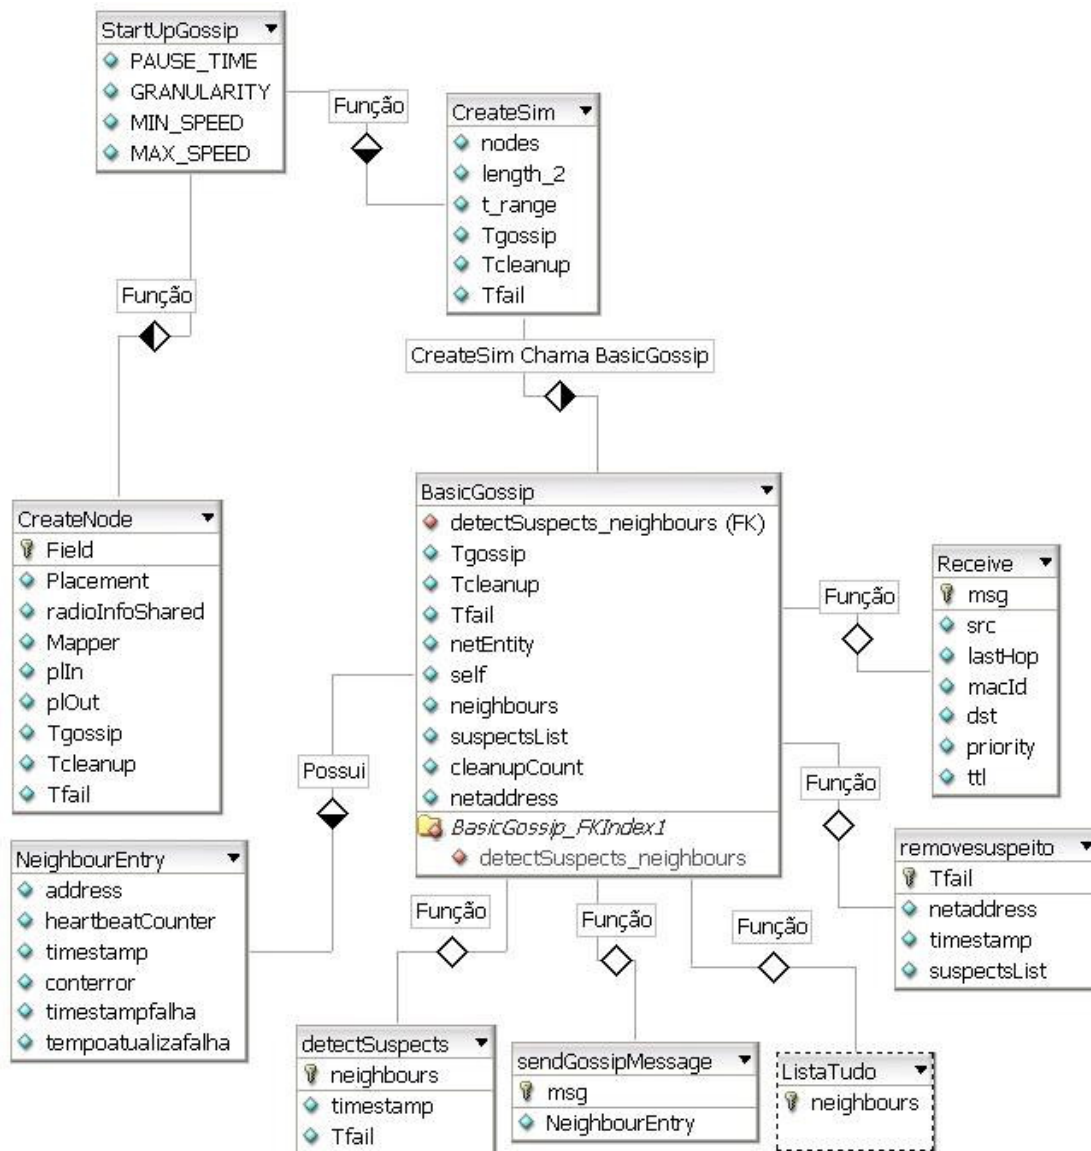 StartUpGossip
PAUSE_TIME
GRANULARITY
MIN_SPEED
MAX_SPEED
Função
CreateSim
nodes
length_2
t_range
Tgossip
Tcleanup
Tfail
Função
CreateSim Chama BasicGossip
CreateNode
Field
Placement
radioInfoShared
Mapper
plIn
plOut
Tgossip
Tcleanup
Tfail
BasicGossip
detectSuspects_neighbours (FK)
Tgossip
Tcleanup
Tfail
netEntity
self
neighbours
suspectsList
cleanupCount
netaddress
BasicGossip_FKIndex1
detectSuspects_neighbours
Função
Receive
msg
src
lastHop
macId
dst
priority
ttl
Possui
Função
NeighbourEntry
address
heartbeatCounter
timestamp
conterror
timestampfalha
tempoatualizafalha
removesuspeito
Tfail
netaddress
timestamp
suspectsList
Função
Função
Função
detectSuspects
neighbours
timestamp
Tfail
sendGossipMessage
msg
NeighbourEntry
ListaTudo
neighbours